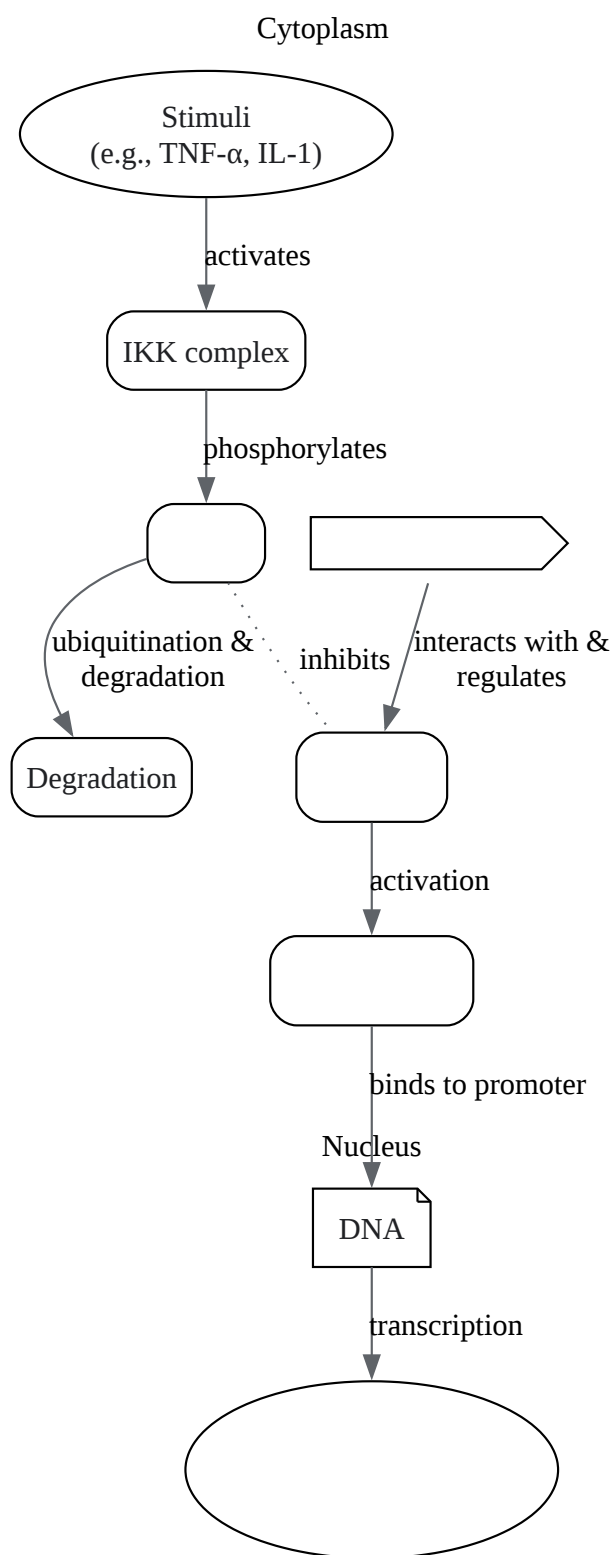 Cytoplasm
Stimuli
(e.g., TNF-α, IL-1)
activates
IKK complex
phosphorylates
ubiquitination &
degradation
inhibits
interacts with &
regulates
Degradation
activation
binds to promoter
Nucleus
DNA
transcription